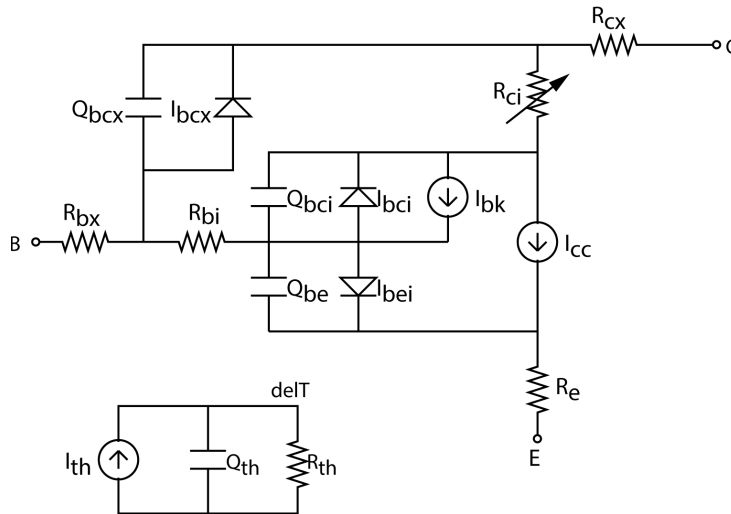 Rcx
C
Rci
Qbcx
Ibcx
Rbx
Rbi
Qbci
Ibci
Ibk
B
Icc
Qbe
Ibei
delT
Re
Ith
Qth
Rth
E